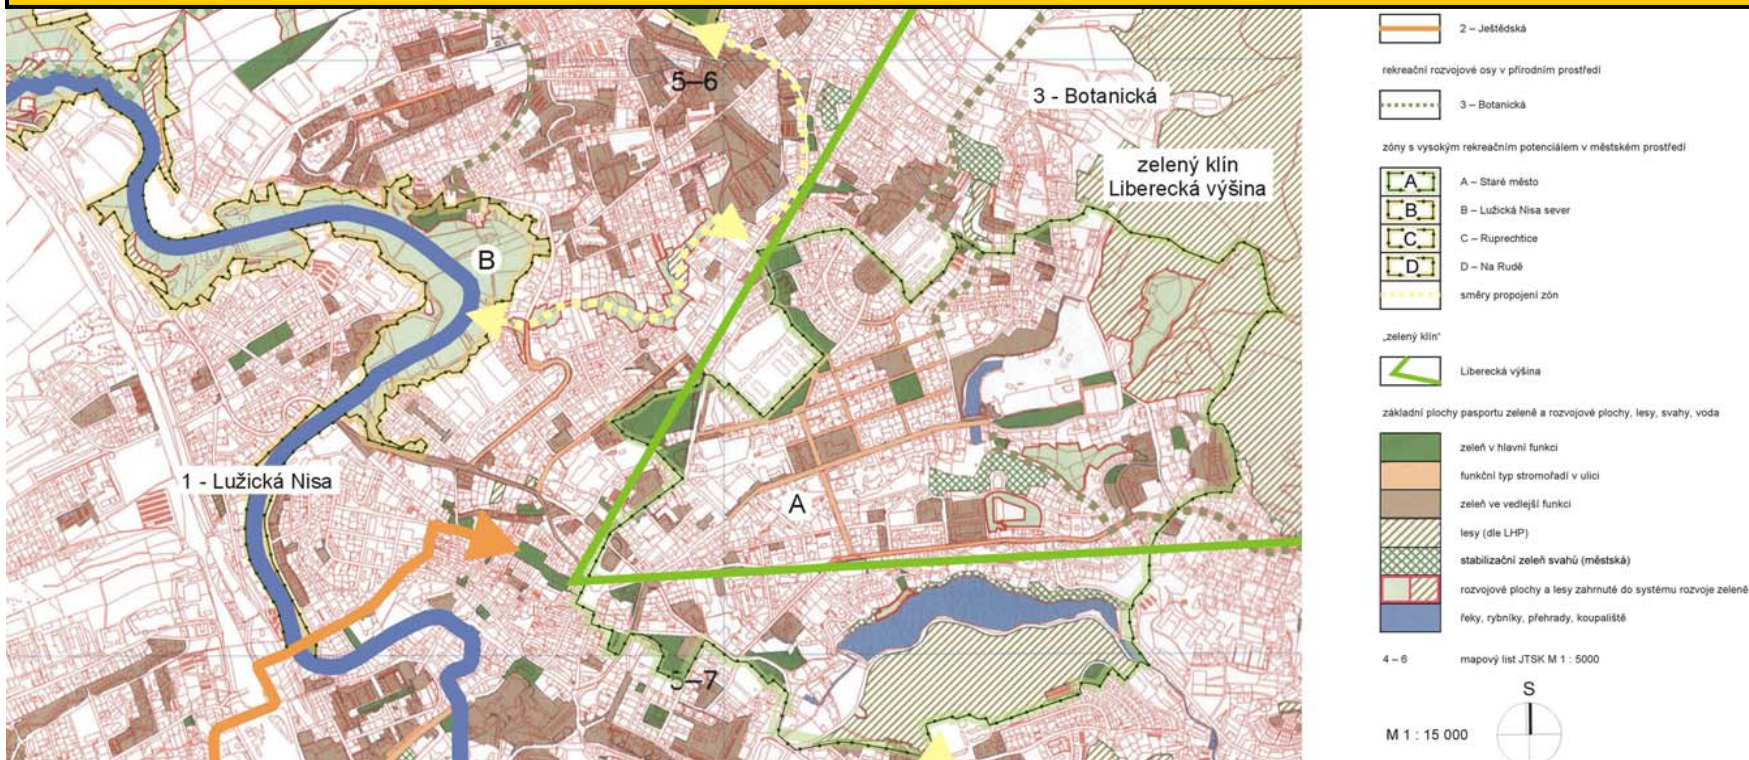 5–6
3 - Botanická
zelený klín
Liberecká výšina
B
1 - Lužická Nisa
A
5–7
2 – Ještědská
rekreační rozvojové osy v přírodním prostředí
3 – Botanická
zóny s vysokým rekreačním potenciálem v městském prostředí
A A – Staré město
B B – Lužická Nisa sever
C C – Ruprechtice
D D – Na Rudě
směry propojení zón
„zelený klín"
Liberecká výšina
základní plochy pasportu zeleně a rozvojové plochy, lesy, svahy, voda
zeleň v hlavní funkci
funkční typ stromořadí v ulici
zeleň ve vedlejší funkci
lesy (dle LHP)
stabilizační zeleň svahů (městská)
rozvojové plochy a lesy zahrnuté do systému rozvoje zeleně
řeky, rybníky, přehrady, koupaliště
4 – 6 mapový list JTSK M 1 : 5000
S
M 1 : 15 000